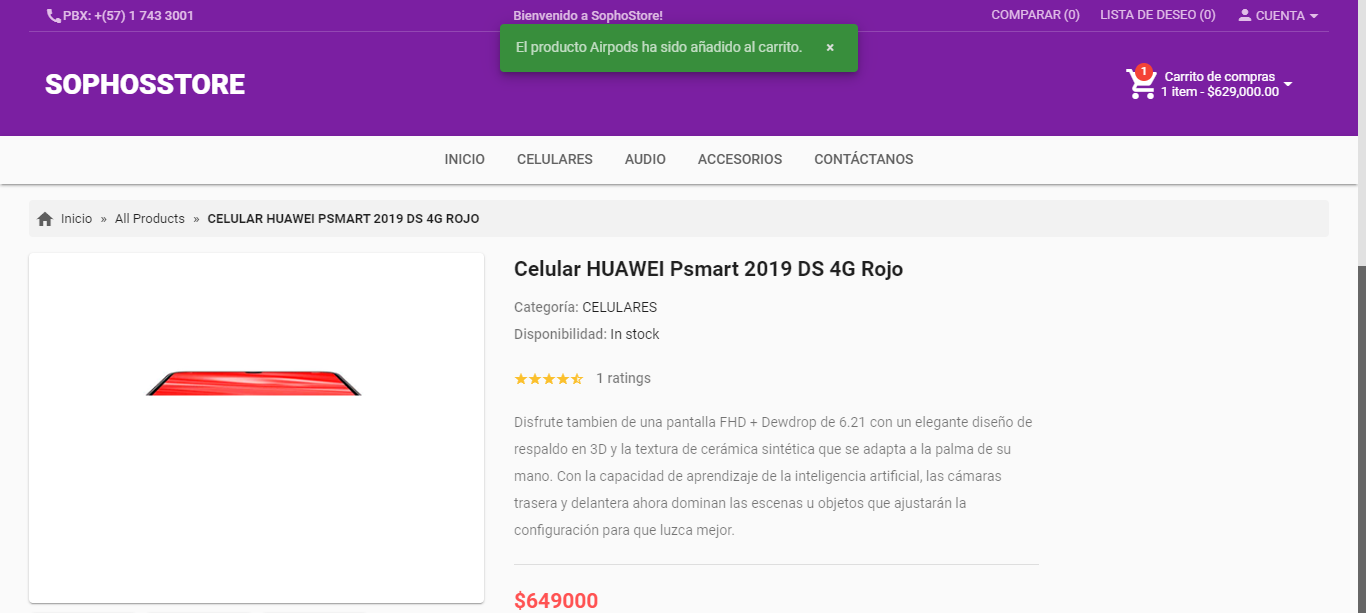 PBX: +(57) 1 743 3001
Bienvenido a SophoStore!
COMPARAR (0) LISTA DE DESEO (0) CUENTA
El producto Airpods ha sido añadido al carrito. ×
SOPHOSSTORE
1
Carrito de compras
1 item - $629,000.00
INICIO CELULARES AUDIO ACCESORIOS CONTÁCTANOS
Inicio » All Products » CELULAR HUAWEI PSMART 2019 DS 4G ROJO
Celular HUAWEI Psmart 2019 DS 4G Rojo
Categoría: CELULARES
Disponibilidad: In stock
1 ratings
Disfrute tambien de una pantalla FHD + Dewdrop de 6.21 con un elegante diseño de
respaldo en 3D y la textura de cerámica sintética que se adapta a la palma de su
mano. Con la capacidad de aprendizaje de la inteligencia artificial, las cámaras
trasera y delantera ahora dominan las escenas u objetos que ajustarán la
configuración para que luzca mejor.
$649000